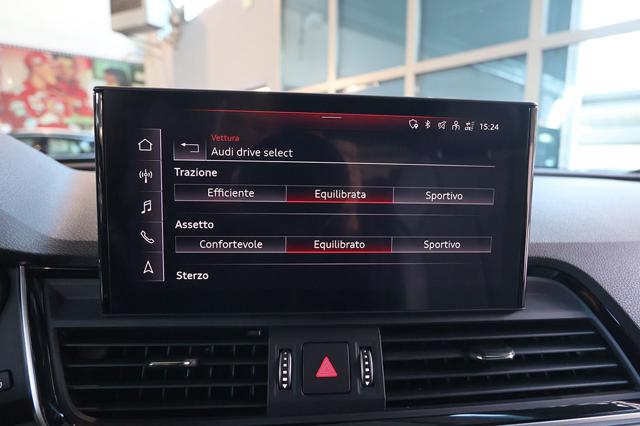 15:24
Vettura
Audi drive select
Trazione
Efficiente Equilibrata Sportivo
Assetto
Confortevole Equilibrato Sportivo
Sterzo